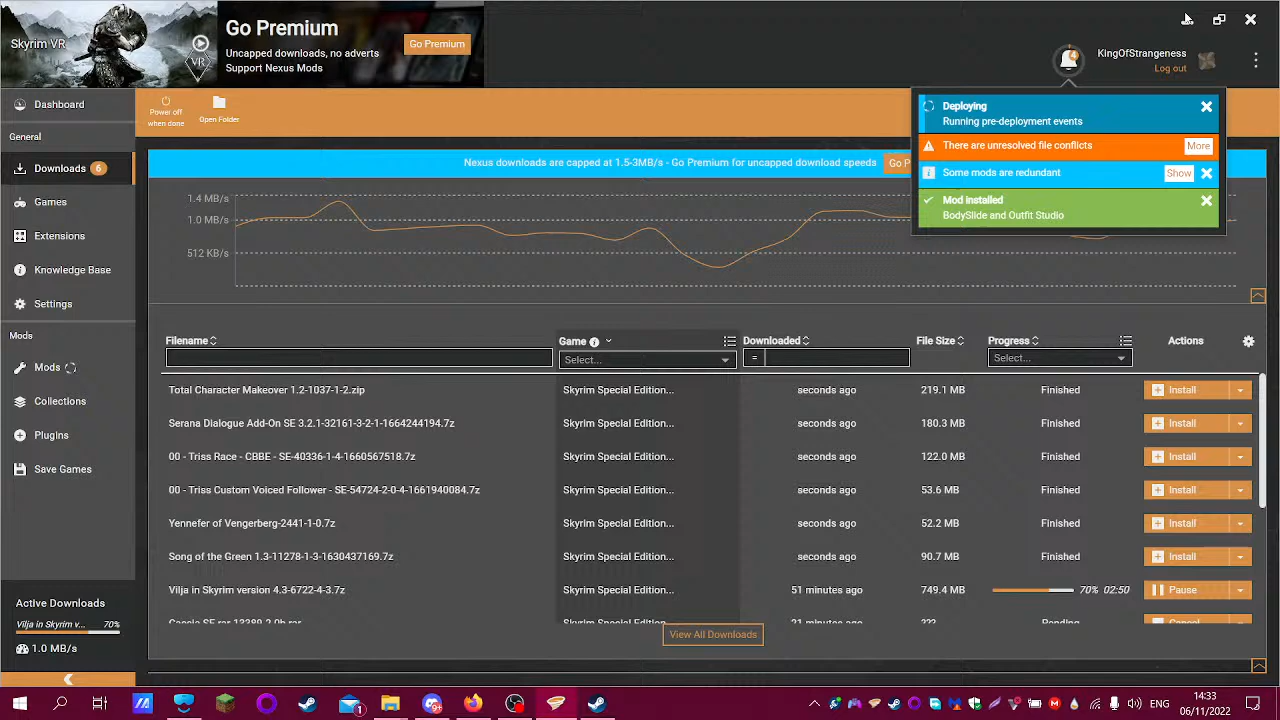 Skyrim VR
VR
Go Premium
Uncapped downloads, no adverts
Support Nexus Mods
Go Premium
4
KingOfStrangeness
Log out
Dashboard
General
Downloads 6
Games
Extensions
Knowledge Base
Settings
Mods
Mods
Collections
Plugins
Save Games
Active Downloads
Vilja in Skyrim v... 70%
Power off
when done
Open Folder
Deploying
Running pre-deployment events
There are unresolved file conflicts More
Some mods are redundant Show
Mod installed
BodySlide and Outfit Studio
Nexus downloads are capped at 1.5-3MB/s - Go Premium for uncapped download speeds Go P
1.4 MB/s
1.0 MB/s
512 KB/s
Filename Game Downloaded File Size Progress Actions
Select... = Select...
Total Character Makeover 1.2-1037-1-2.zip Skyrim Special Edition... seconds ago 219.1 MB Finished Install
Serana Dialogue Add-On SE 3.2.1-32161-3-2-1-1664244194.7z Skyrim Special Edition... seconds ago 180.3 MB Finished Install
00 - Triss Race - CBBE - SE-40336-1-4-1660567518.7z Skyrim Special Edition... seconds ago 122.0 MB Finished Install
00 - Triss Custom Voiced Follower - SE-54724-2-0-4-1661940084.7z Skyrim Special Edition... seconds ago 53.6 MB Finished Install
Yennefer of Vengerberg-2441-1-0.7z Skyrim Special Edition... seconds ago 52.2 MB Finished Install
Song of the Green 1.3-11278-1-3-1630437169.7z Skyrim Special Edition... seconds ago 90.7 MB Finished Install
Vilja in Skyrim version 4.3-6722-4-3.7z Skyrim Special Edition... 51 minutes ago 749.4 MB 70% 02:50 Pause
Skyrim Special Edition... 21 minutes ago ??? Pending Cancel
View All Downloads
ENG
14:33
06/11/2022